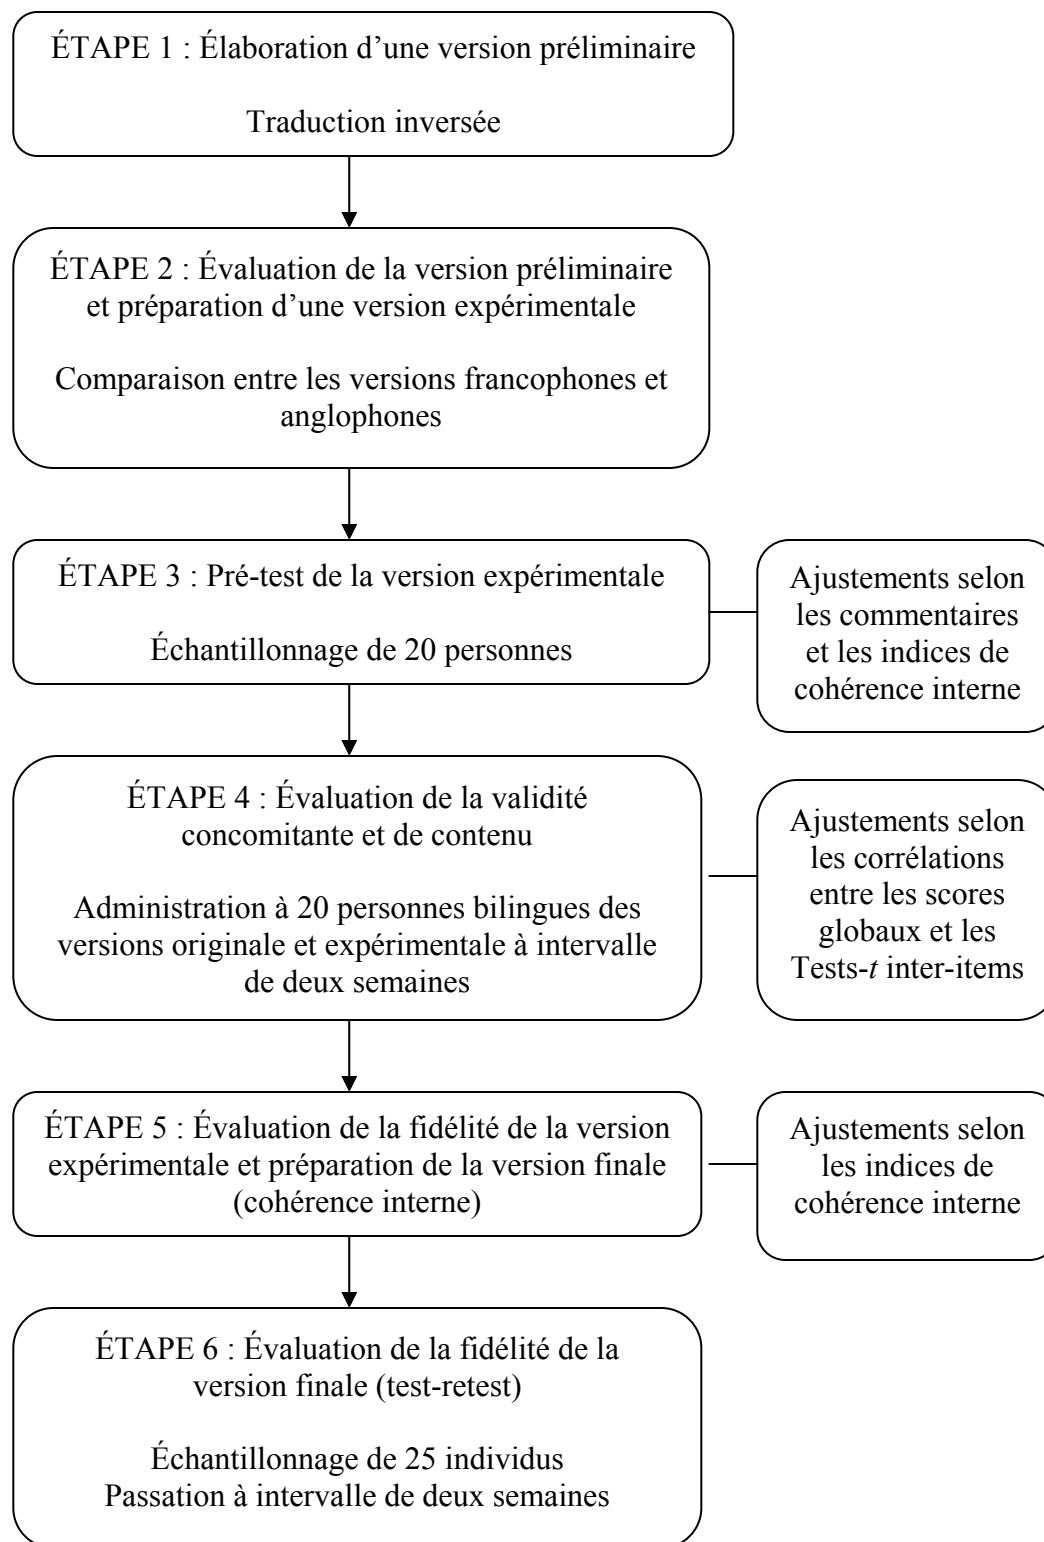 ÉTAPE 1 : Élaboration d’une version préliminaire
Traduction inversée
ÉTAPE 2 : Évaluation de la version préliminaire
et préparation d’une version expérimentale
Comparaison entre les versions francophones et
anglophones
ÉTAPE 3 : Pré-test de la version expérimentale
Échantillonnage de 20 personnes
Ajustements selon
les commentaires
et les indices de
cohérence interne
ÉTAPE 4 : Évaluation de la validité
concomitante et de contenu
Administration à 20 personnes bilingues des
versions originale et expérimentale à intervalle
de deux semaines
Ajustements selon
les corrélations
entre les scores
globaux et les
Tests-t inter-items
ÉTAPE 5 : Évaluation de la fidélité de la version
expérimentale et préparation de la version finale
(cohérence interne)
Ajustements selon
les indices de
cohérence interne
ÉTAPE 6 : Évaluation de la fidélité de la
version finale (test-retest)
Échantillonnage de 25 individus
Passation à intervalle de deux semaines